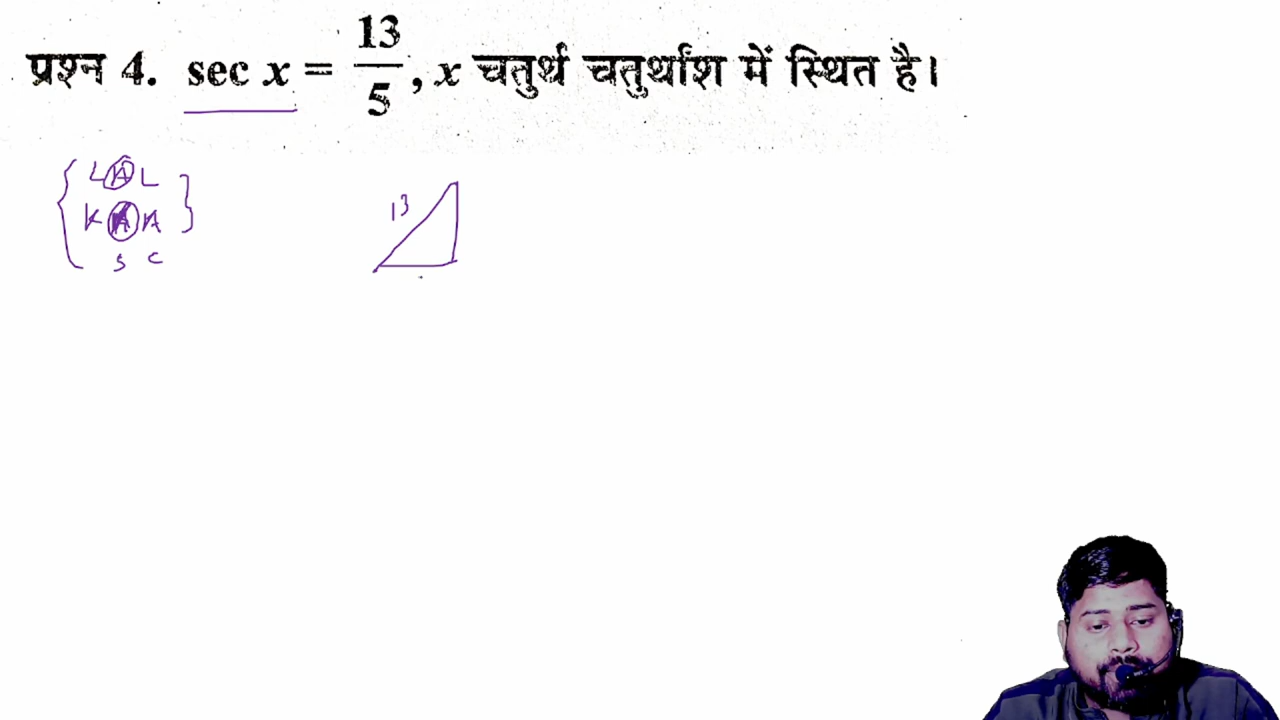 प्रश्न 4. sec x = 13/5, x चतुर्थ चतुर्थांश में स्थित है।
L A L
K A A
S C
13